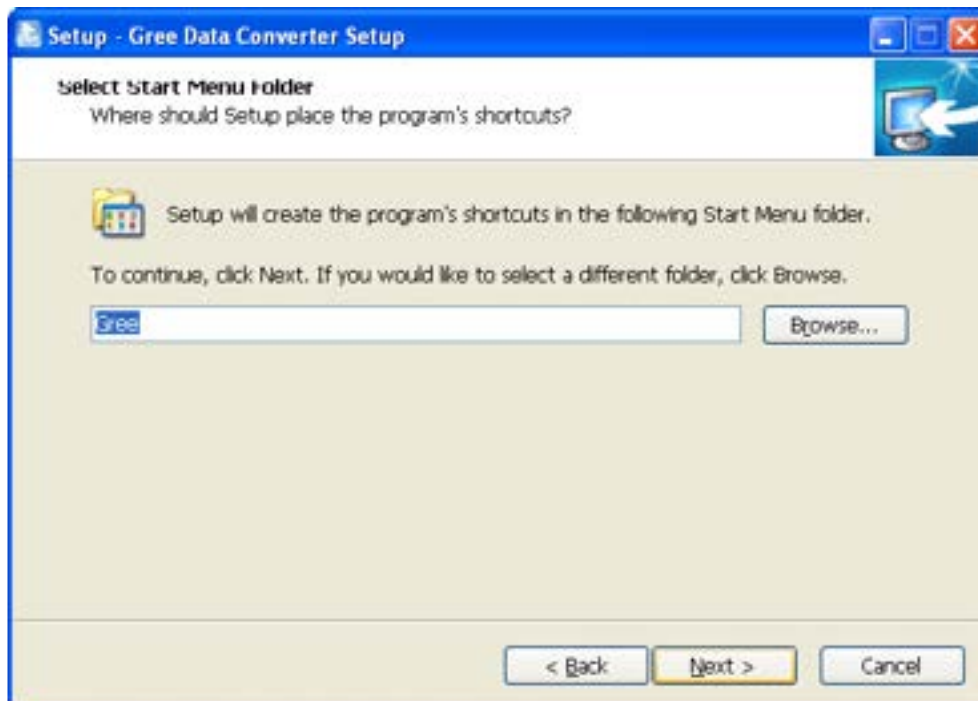 Setup - Gree Data Converter Setup
Select Start Menu Folder
Where should Setup place the program's shortcuts?
Setup will create the program's shortcuts in the following Start Menu folder.
To continue, click Next. If you would like to select a different folder, click Browse.
Gree
Browse...
< Back
Next >
Cancel